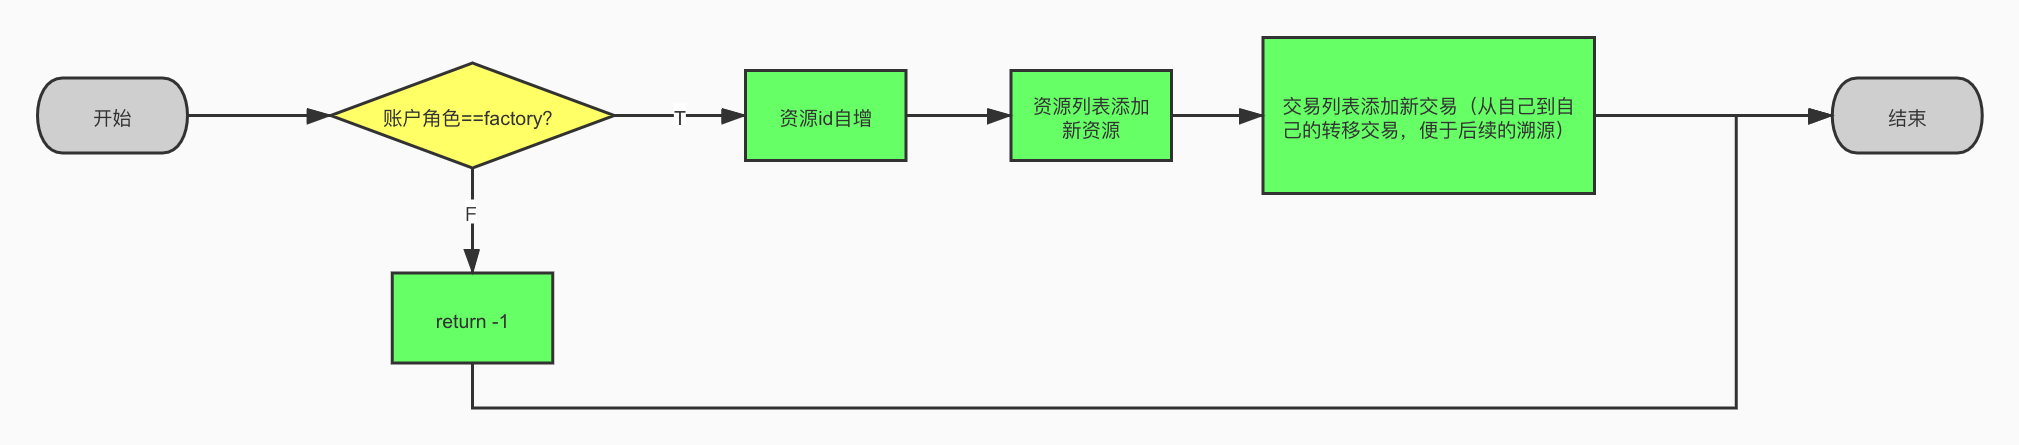 开始
账户角色==factory?
T
资源id自增
资源列表添加
新资源
交易列表添加新交易（从自己到自
己的转移交易，便于后续的溯源）
结束
F
return -1